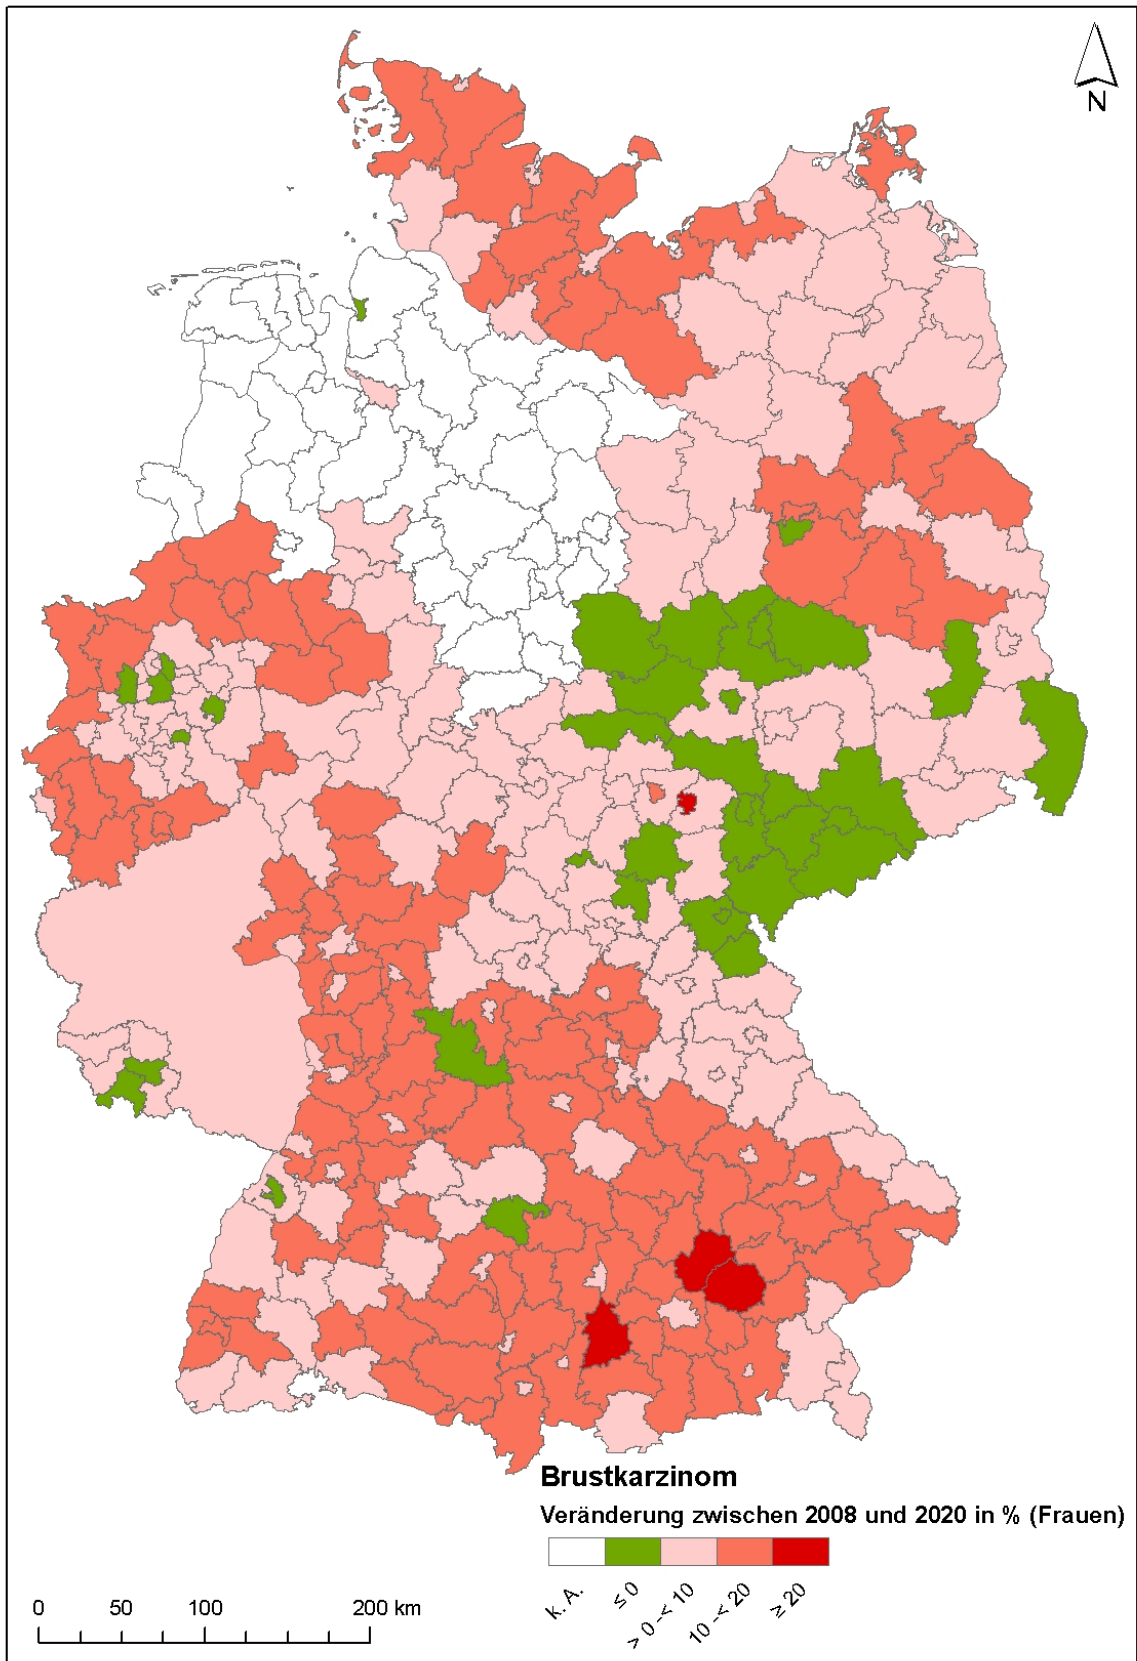 N
Brustkarzinom
Veränderung zwischen 2008 und 2020 in % (Frauen)
k. A.
≤ 0
> 0 -< 10
10 -< 20
≥ 20
0 50 100 200 km